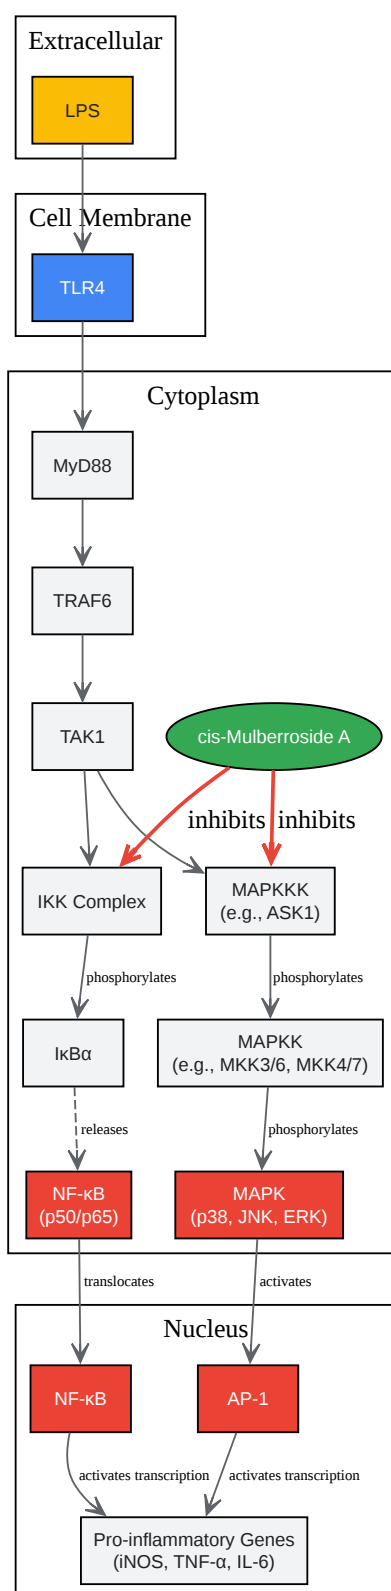 Extracellular
LPS
Cell Membrane
TLR4
Cytoplasm
MyD88
TRAF6
TAK1
cis-Mulberroside A
inhibits
inhibits
IKK Complex
MAPKKK
(e.g., ASK1)
phosphorylates
phosphorylates
IκBα
MAPKK
(e.g., MKK3/6, MKK4/7)
releases
phosphorylates
NF-κB
(p50/p65)
MAPK
(p38, JNK, ERK)
translocates
activates
Nucleus
NF-κB
AP-1
activates transcription
activates transcription
Pro-inflammatory Genes
(iNOS, TNF-α, IL-6)